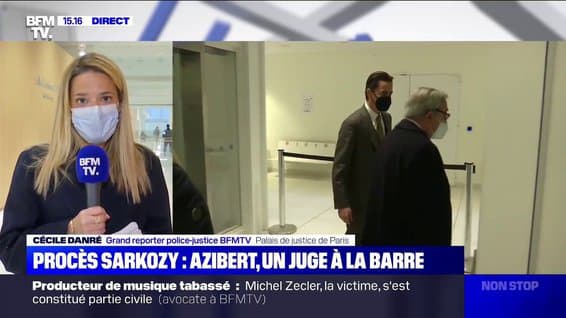 BFM
TV.
15.16 DIRECT
BFM
TV.
CÉCILE DANRÉ Grand reporter police-justice BFMTV Palais de justice de Paris
PROCÈS SARKOZY : AZIBERT, UN JUGE À LA BARRE
Producteur de musique tabassé : Michel Zecler, la victime, s'est
constitué partie civile (avocate à BFMTV)
NON STOP